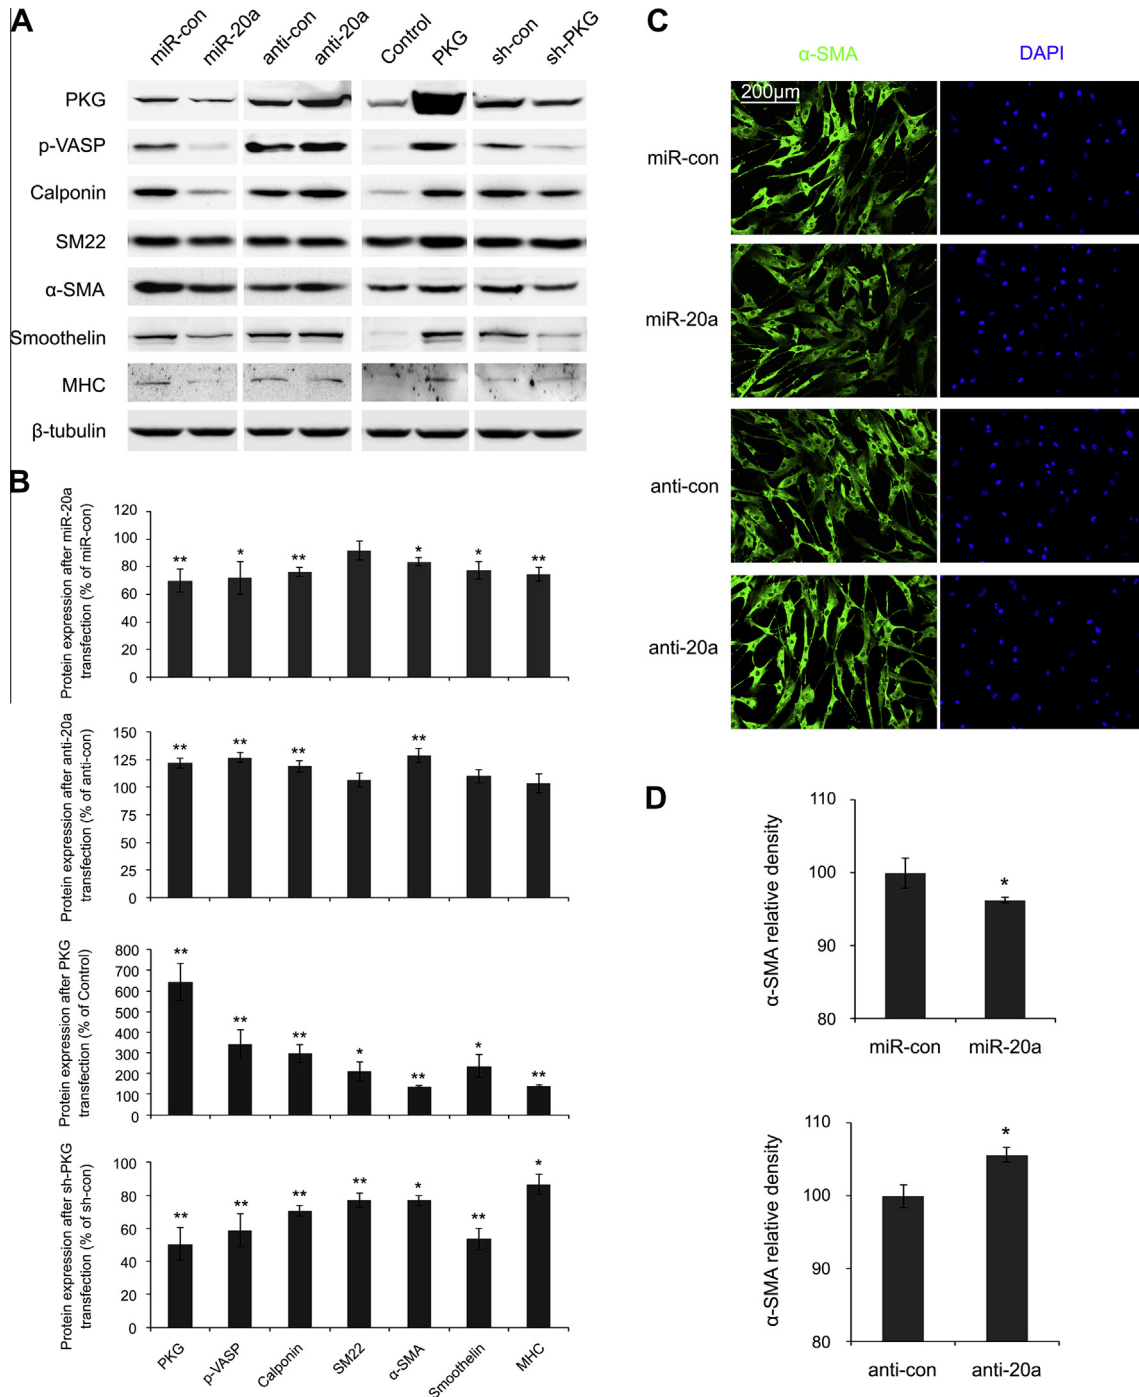 A
miR-con miR-20a anti-con anti-20a Control PKG sh-con sh-PKG
PKG
p-VASP
Calponin
SM22
α-SMA
Smoothelin
MHC
β-tubulin
B
Protein expression after miR-20a
transfection (% of miR-con)
120
100
80
60
40
20
0
** * ** * * **
Protein expression after anti-20a
transfection (% of anti-con)
150
125
100
75
50
25
0
** ** ** **
Protein expression after PKG
transfection (% of Control)
800
700
600
500
400
300
200
100
0
** ** ** * ** * **
Protein expression after sh-PKG
transfection (% of sh-con)
100
80
60
40
20
0
** ** ** ** * ** *
PKG p-VASP Calponin SM22 α-SMA Smoothelin MHC
C
α-SMA DAPI
200μm
miR-con
miR-20a
anti-con
anti-20a
D
α-SMA relative density
110
100
90
80
*
miR-con miR-20a
α-SMA relative density
110
100
90
80
*
anti-con anti-20a